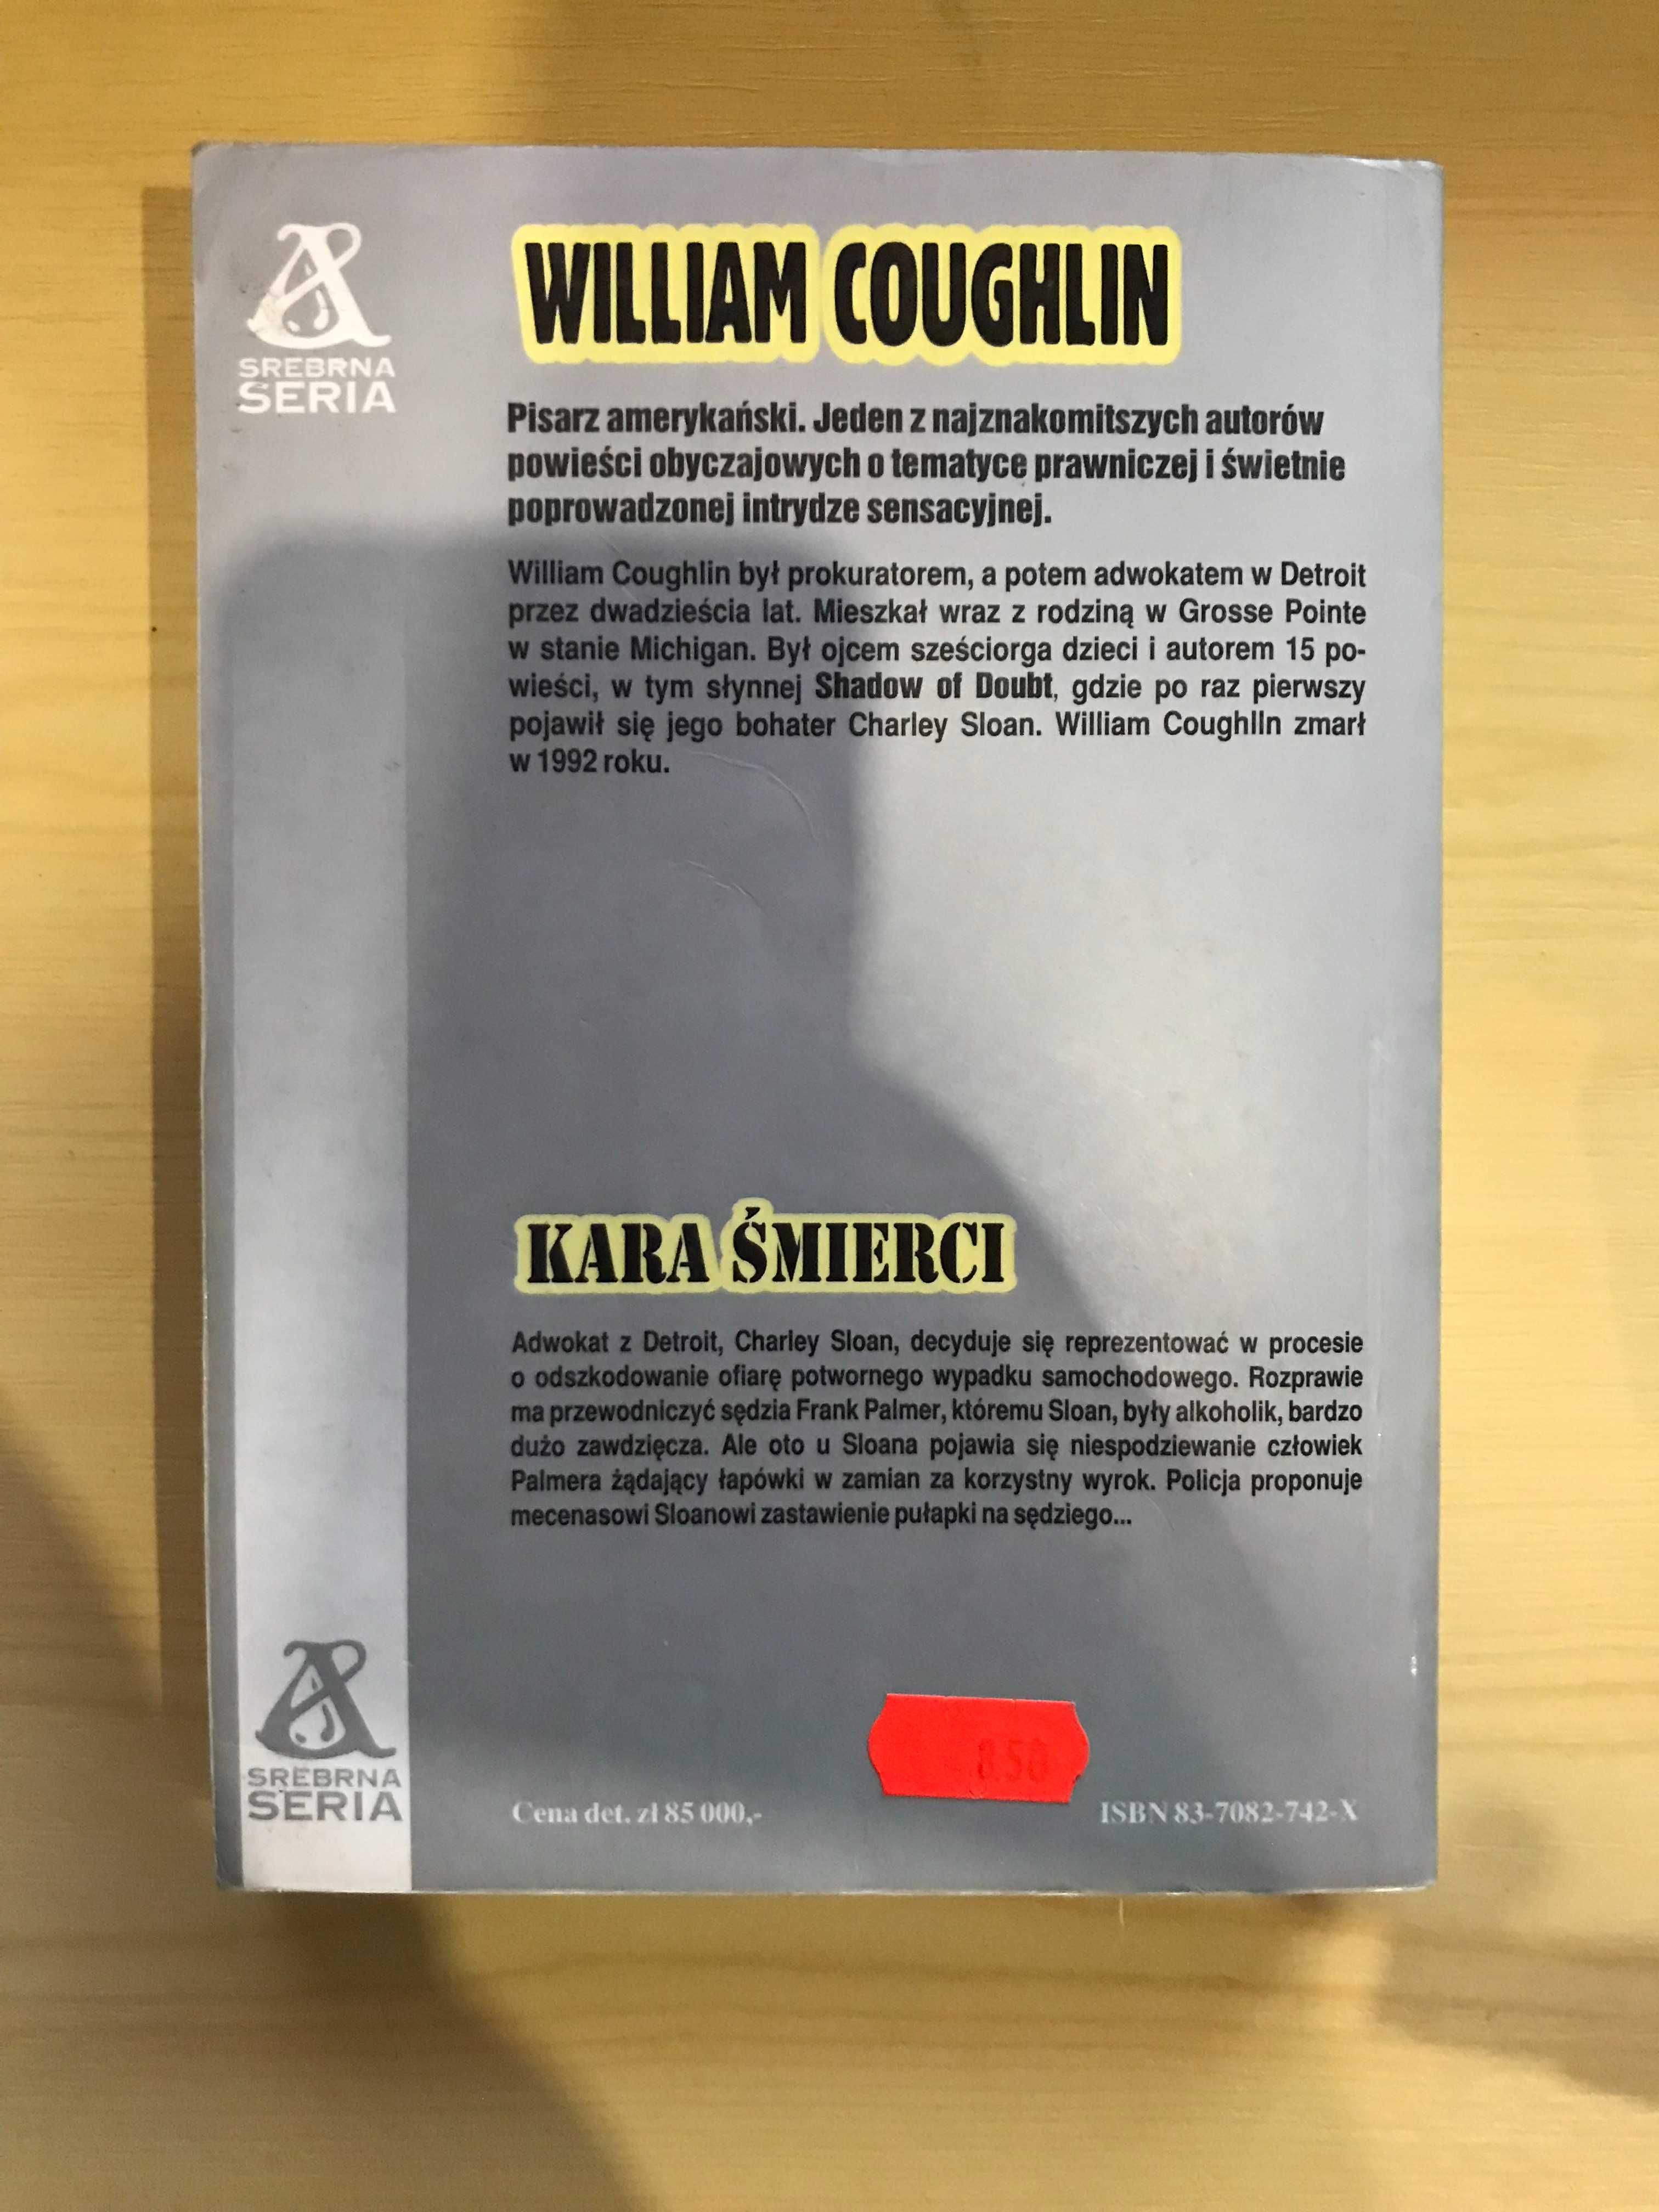 SREBRNA
SERIA
WILLIAM COUGHLIN
Pisarz amerykański. Jeden z najznakomitszych autorów
powieści obyczajowych o tematyce prawniczej i świetnie
poprowadzonej intrydze sensacyjnej.
William Coughlin był prokuratorem, a potem adwokatem w Detroit
przez dwadzieścia lat. Mieszkał wraz z rodziną w Grosse Pointe
w stanie Michigan. Był ojcem sześciorga dzieci i autorem 15 po-
wieści, w tym słynnej Shadow of Doubt, gdzie po raz pierwszy
pojawił się jego bohater Charley Sloan. William Coughlin zmarł
w 1992 roku.
KARA ŚMIERCI
Adwokat z Detroit, Charley Sloan, decyduje się reprezentować w procesie
o odszkodowanie ofiarę potwornego wypadku samochodowego. Rozprawie
ma przewodniczyć sędzia Frank Palmer, któremu Sloan, były alkoholik, bardzo
dużo zawdzięcza. Ale oto u Sloana pojawia się niespodziewanie człowiek
Palmera żądający łapówki w zamian za korzystny wyrok. Policja proponuje
mecenasowi Sloanowi zastawienie pułapki na sędziego...
SREBRNA
SERIA
Cena det. zł 85 000,-
ISBN 83-7082-742-X